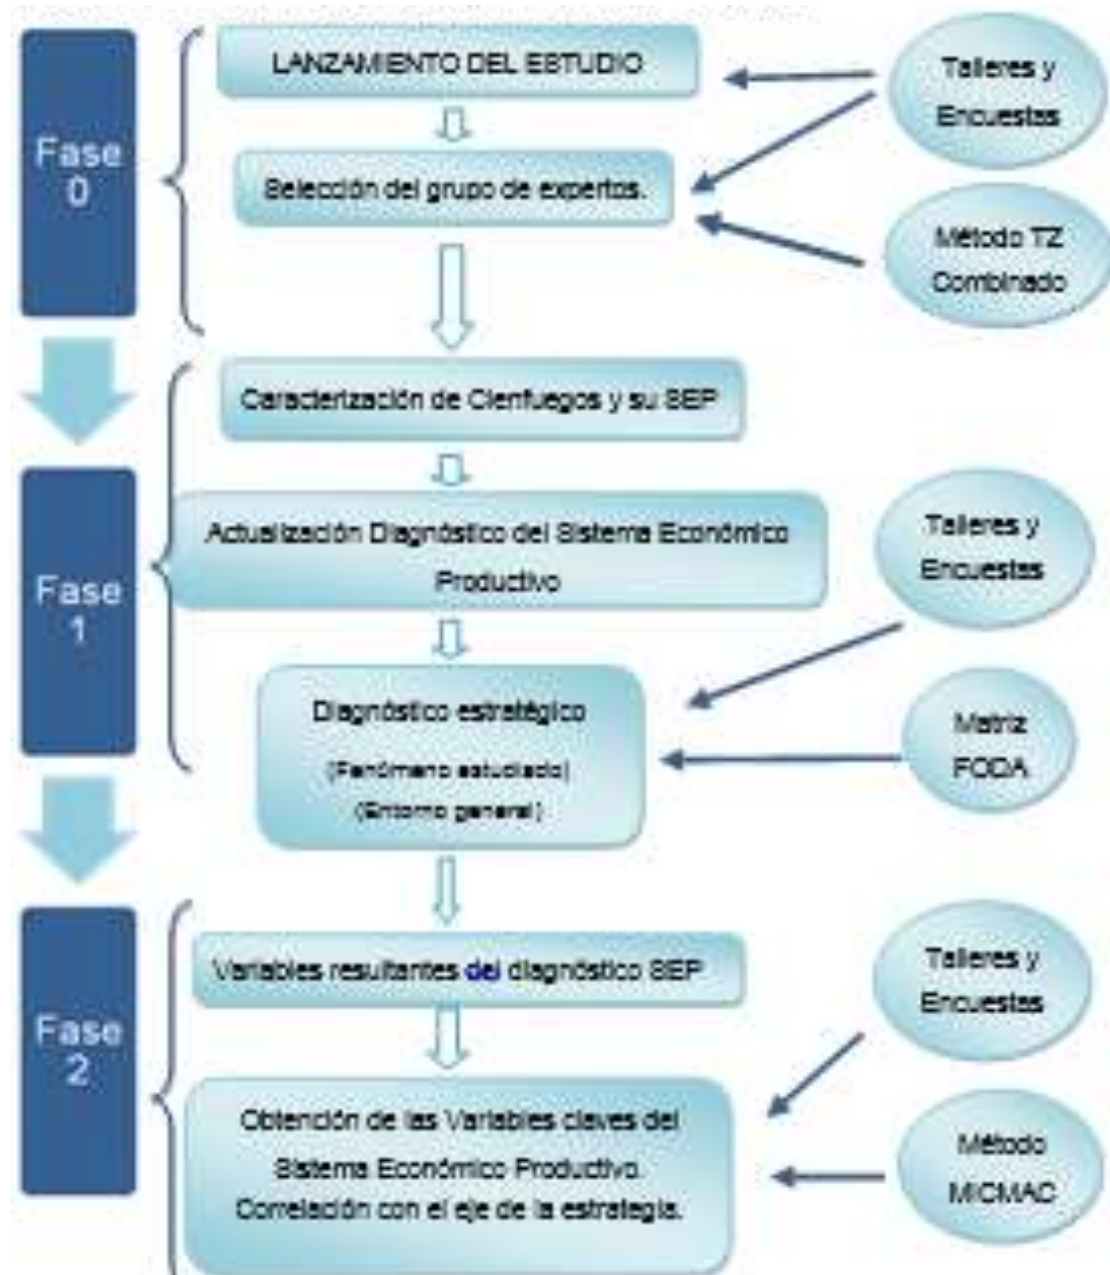 Fase
0
LANZAMIENTO DEL ESTUDIO
Selección del grupo de expertos.
Talleres y
Encuestas
Método TZ
Combinado
Fase
1
Caracterización de Cienfuegos y su SEP
Actualización Diagnóstico del Sistema Económico
Productivo
Diagnóstico estratégico
(Fenómeno estudiado)
(Entorno general)
Talleres y
Encuestas
Matriz
FODA
Fase
2
Variables resultantes del diagnóstico SEP
Obtención de las Variables claves del
Sistema Económico Productivo.
Correlación con el eje de la estrategia.
Talleres y
Encuestas
Método
MICMAC